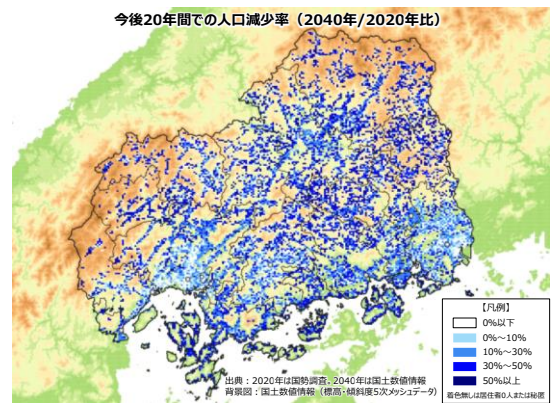 今後20年間での人口減少率（2040年/2020年比）
【凡例】
0%以下
0%～10%
10%～30%
30%～50%
50%以上
着色無しは居住者0人または秘匿
出典：2020年は国勢調査、2040年は国土数値情報
背景図：国土数値情報（標高・傾斜度5次メッシュデータ）